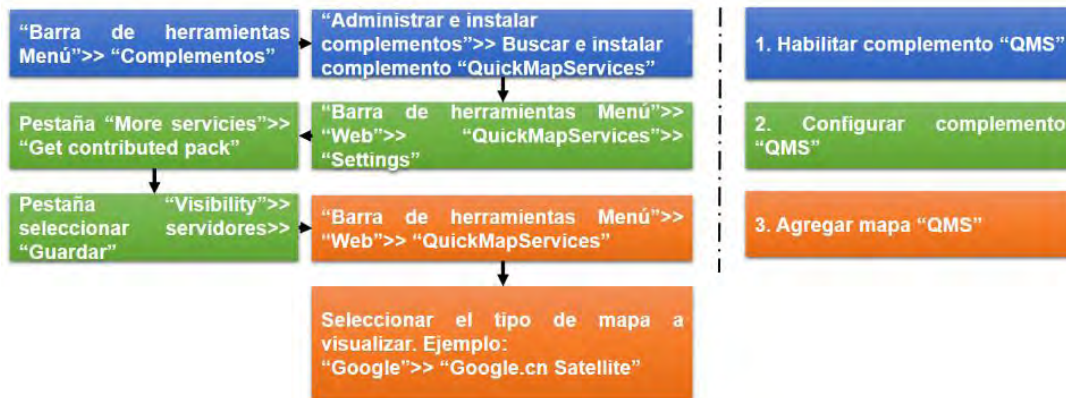 “Barra de herramientas
Menú”>> “Complementos”
“Administrar e instalar
complementos”>> Buscar e instalar
complemento “QuickMapServices”
1. Habilitar complemento “QMS”
Pestaña “More servicies”>>
“Get contributed pack”
“Barra de herramientas Menú”>>
“Web”>> “QuickMapServices”>>
“Settings”
2. Configurar complemento
“QMS”
Pestaña “Visibility”>>
seleccionar servidores>>
“Guardar”
“Barra de herramientas Menú”>>
“Web”>> “QuickMapServices”
3. Agregar mapa “QMS”
Seleccionar el tipo de mapa a
visualizar. Ejemplo:
“Google”>> “Google.cn Satellite”